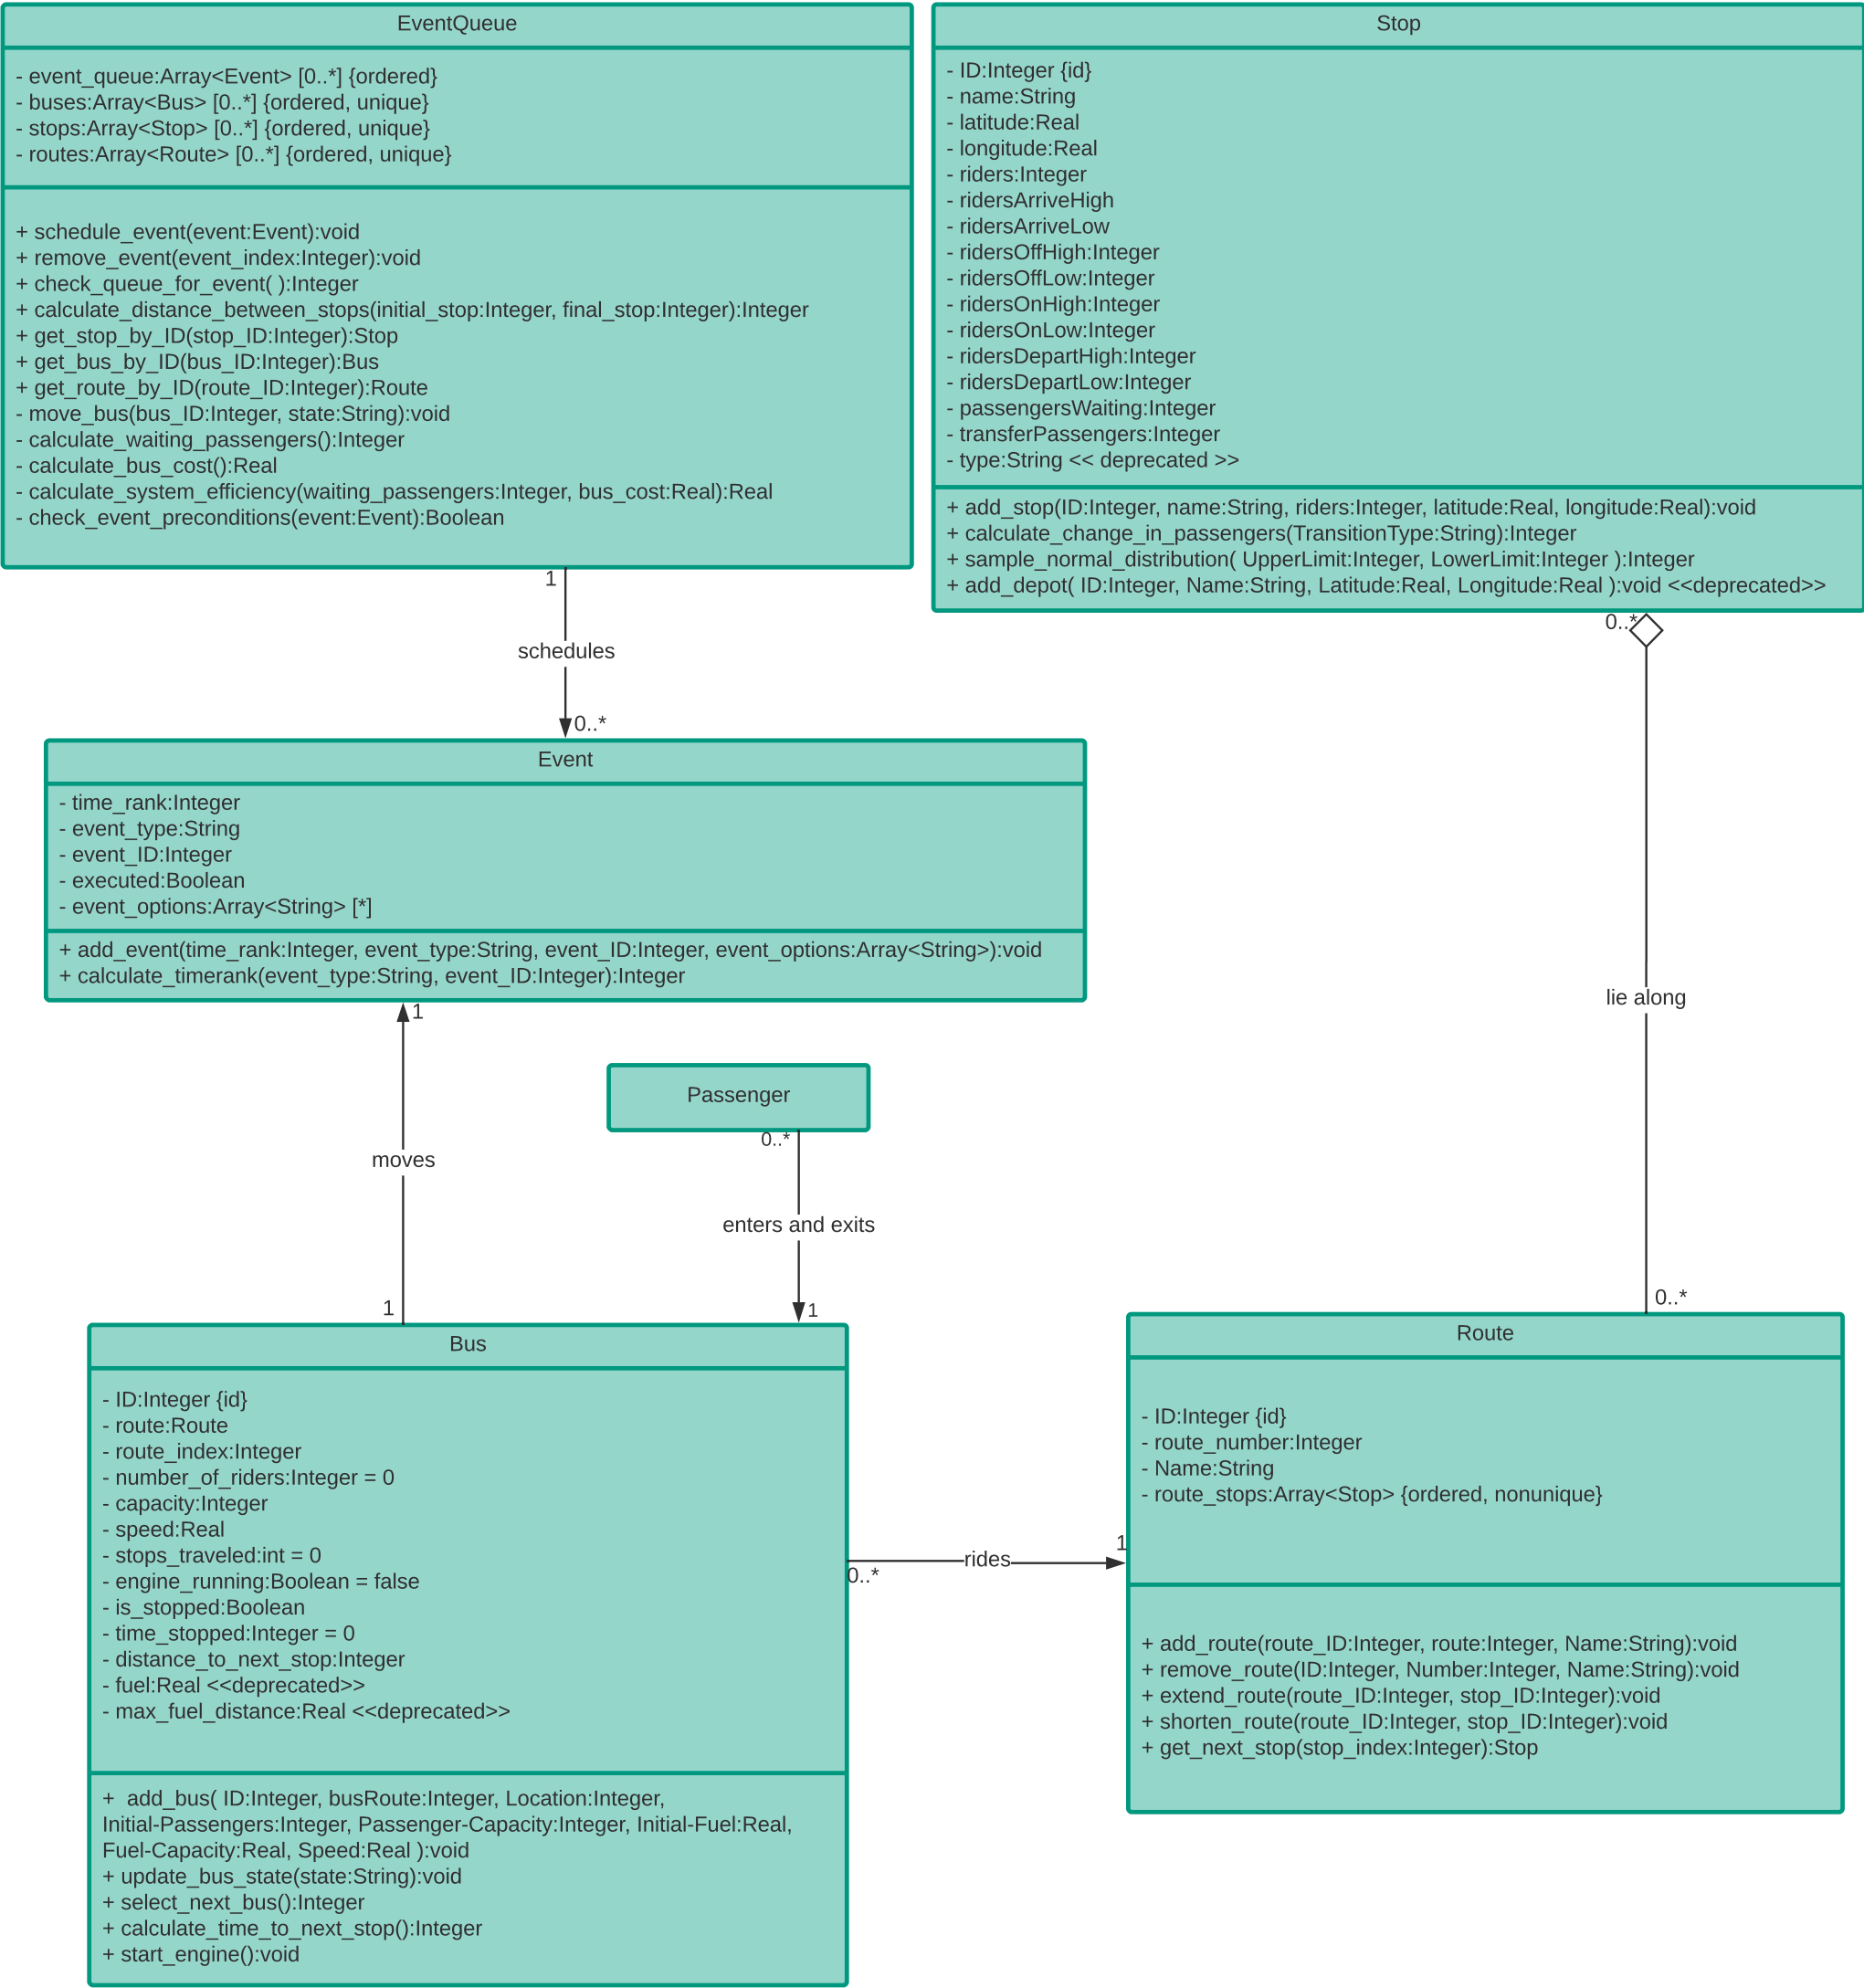 EventQueue
- event_queue:Array<Event> [0..*] {ordered}
- buses:Array<Bus> [0..*] {ordered, unique}
- stops:Array<Stop> [0..*] {ordered, unique}
- routes:Array<Route> [0..*] {ordered, unique}
+ schedule_event(event:Event):void
+ remove_event(event_index:Integer):void
+ check_queue_for_event( ):Integer
+ calculate_distance_between_stops(initial_stop:Integer, final_stop:Integer):Integer
+ get_stop_by_ID(stop_ID:Integer):Stop
+ get_bus_by_ID(bus_ID:Integer):Bus
+ get_route_by_ID(route_ID:Integer):Route
- move_bus(bus_ID:Integer, state:String):void
- calculate_waiting_passengers():Integer
- calculate_bus_cost():Real
- calculate_system_efficiency(waiting_passengers:Integer, bus_cost:Real):Real
- check_event_preconditions(event:Event):Boolean
Stop
- ID:Integer {id}
- name:String
- latitude:Real
- longitude:Real
- riders:Integer
- ridersArriveHigh
- ridersArriveLow
- ridersOffHigh:Integer
- ridersOffLow:Integer
- ridersOnHigh:Integer
- ridersOnLow:Integer
- ridersDepartHigh:Integer
- ridersDepartLow:Integer
- passengersWaiting:Integer
- transferPassengers:Integer
- type:String << deprecated >>
+ add_stop(ID:Integer, name:String, riders:Integer, latitude:Real, longitude:Real):void
+ calculate_change_in_passengers(TransitionType:String):Integer
+ sample_normal_distribution( UpperLimit:Integer, LowerLimit:Integer ):Integer
+ add_depot( ID:Integer, Name:String, Latitude:Real, Longitude:Real ):void <<deprecated>>
1
schedules
0..*
0..*
lie along
0..*
Event
- time_rank:Integer
- event_type:String
- event_ID:Integer
- executed:Boolean
- event_options:Array<String> [*]
+ add_event(time_rank:Integer, event_type:String, event_ID:Integer, event_options:Array<String>):void
+ calculate_timerank(event_type:String, event_ID:Integer):Integer
1
moves
1
Passenger
0..*
enters and exits
1
Bus
- ID:Integer {id}
- route:Route
- route_index:Integer
- number_of_riders:Integer = 0
- capacity:Integer
- speed:Real
- stops_traveled:int = 0
- engine_running:Boolean = false
- is_stopped:Boolean
- time_stopped:Integer = 0
- distance_to_next_stop:Integer
- fuel:Real <<deprecated>>
- max_fuel_distance:Real <<deprecated>>
+  add_bus( ID:Integer, busRoute:Integer, Location:Integer,
Initial-Passengers:Integer, Passenger-Capacity:Integer, Initial-Fuel:Real,
Fuel-Capacity:Real, Speed:Real ):void
+ update_bus_state(state:String):void
+ select_next_bus():Integer
+ calculate_time_to_next_stop():Integer
+ start_engine():void
0..*
rides
1
Route
- ID:Integer {id}
- route_number:Integer
- Name:String
- route_stops:Array<Stop> {ordered, nonunique}
+ add_route(route_ID:Integer, route:Integer, Name:String):void
+ remove_route(ID:Integer, Number:Integer, Name:String):void
+ extend_route(route_ID:Integer, stop_ID:Integer):void
+ shorten_route(route_ID:Integer, stop_ID:Integer):void
+ get_next_stop(stop_index:Integer):Stop